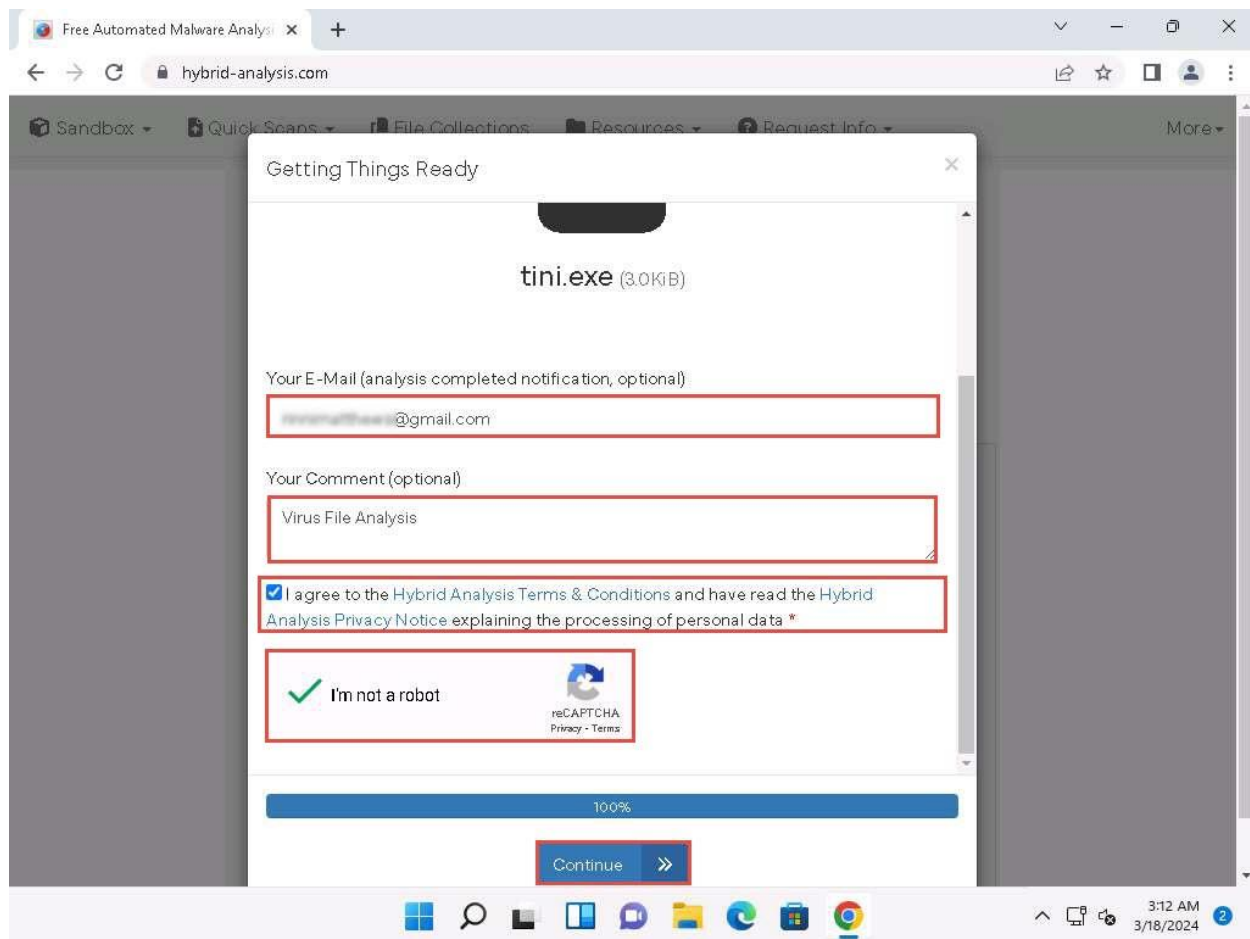 Free Automated Malware Analys
hybrid-analysis.com
Sandbox Quick Scans File Collections Resources Request Info More
Getting Things Ready
tini.exe (3.0KiB)
Your E-Mail (analysis completed notification, optional)
@gmail.com
Your Comment (optional)
Virus File Analysis
I agree to the Hybrid Analysis Terms & Conditions and have read the Hybrid
Analysis Privacy Notice explaining the processing of personal data *
I'm not a robot
reCAPTCHA
Privacy - Terms
100%
Continue
3:12 AM
3/18/2024
2